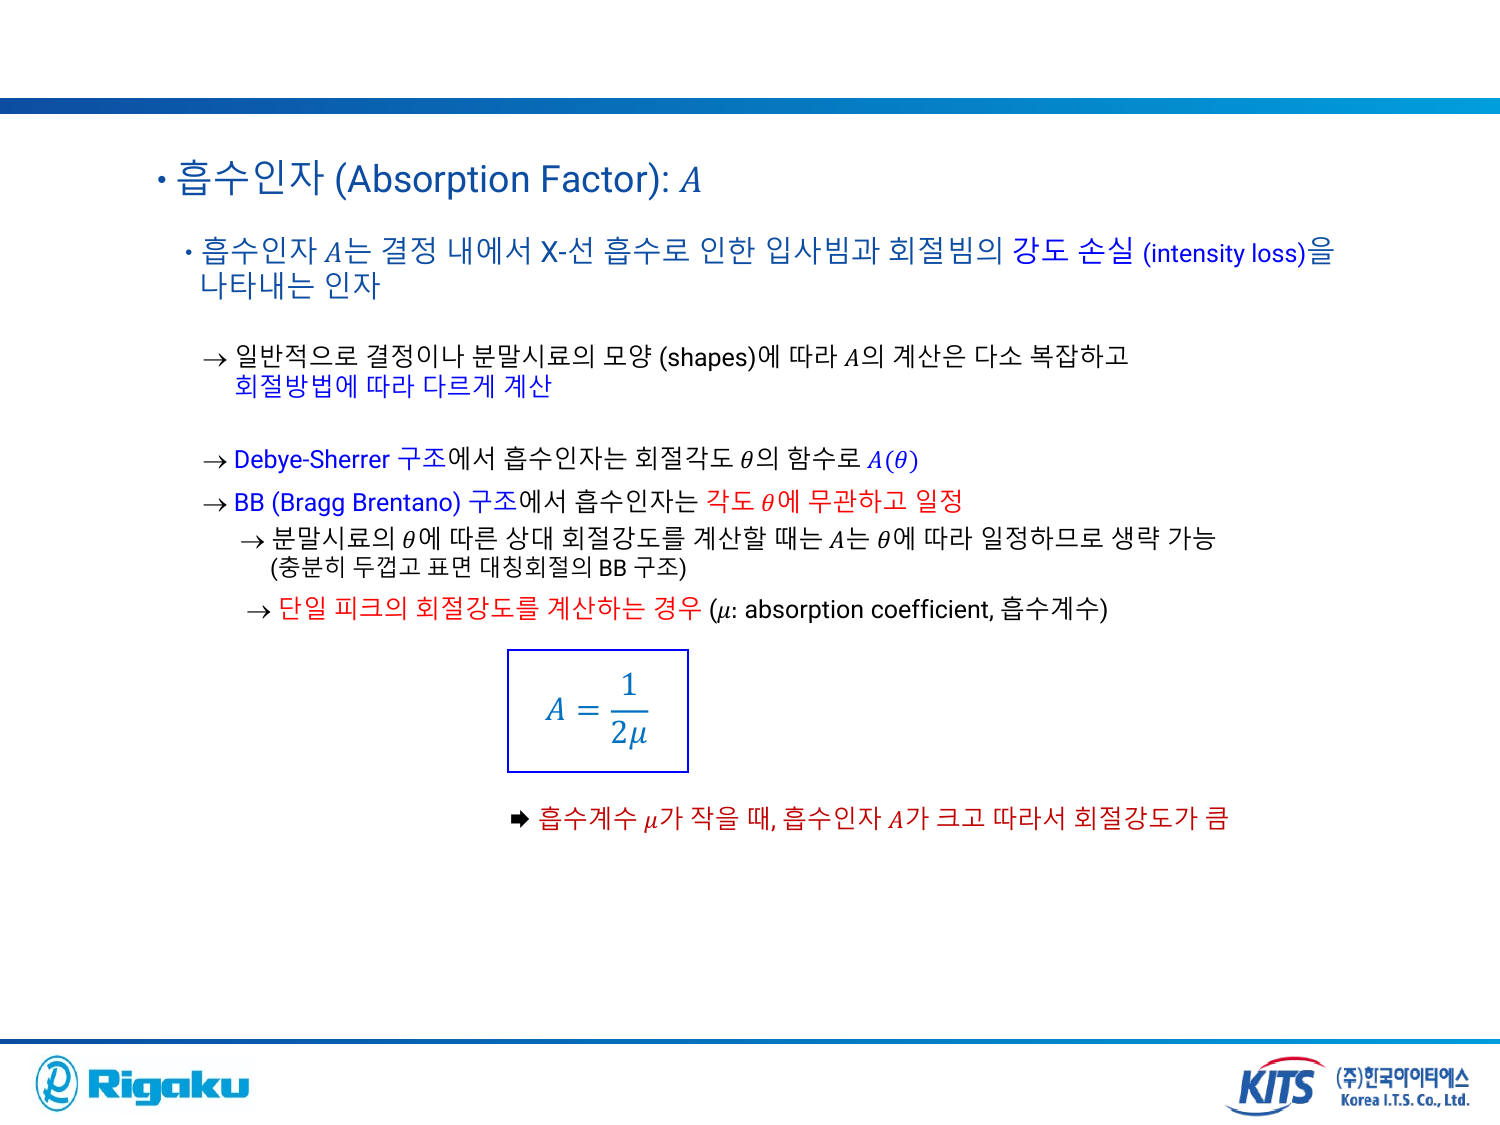 • 흡수인자 (Absorption Factor): A
• 흡수인자 A는 결정 내에서 X-선 흡수로 인한 입사빔과 회절빔의 강도 손실 (intensity loss)을
나타내는 인자
→ 일반적으로 결정이나 분말시료의 모양 (shapes)에 따라 A의 계산은 다소 복잡하고
회절방법에 따라 다르게 계산
→ Debye-Sherrer 구조에서 흡수인자는 회절각도 θ의 함수로 A(θ)
→ BB (Bragg Brentano) 구조에서 흡수인자는 각도 θ에 무관하고 일정
→ 분말시료의 θ에 따른 상대 회절강도를 계산할 때는 A는 θ에 따라 일정하므로 생략 가능
(충분히 두껍고 표면 대칭회절의 BB 구조)
→ 단일 피크의 회절강도를 계산하는 경우 (μ: absorption coefficient, 흡수계수)
A = 1/2μ
➡ 흡수계수 μ가 작을 때, 흡수인자 A가 크고 따라서 회절강도가 큼
Rigaku
KITS (주)한국아이티에스
Korea I.T.S. Co., Ltd.